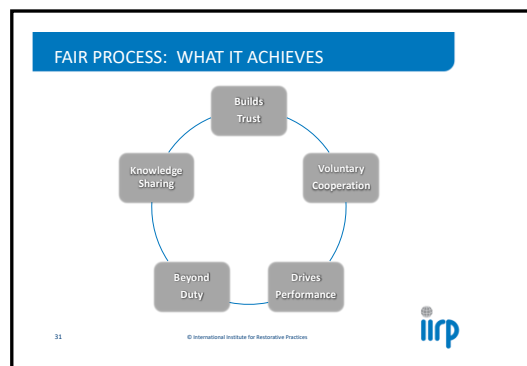 FAIR PROCESS: WHAT IT ACHIEVES
Builds
Trust
Voluntary
Cooperation
Drives
Performance
Beyond
Duty
Knowledge
Sharing
31
© International Institute for Restorative Practices
iirp